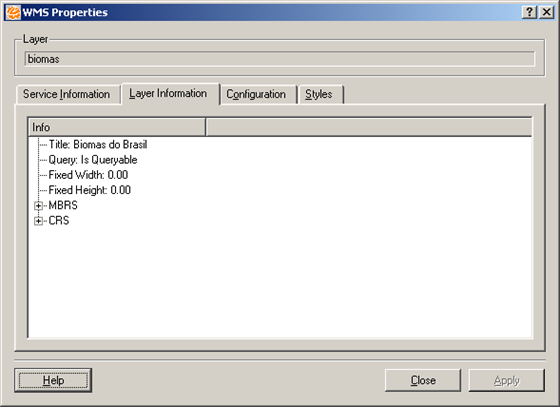 WMS Properties
Layer
biomas
Service Information Layer Information Configuration Styles
Info
Title: Biomas do Brasil
Query: Is Queryable
Fixed Width: 0.00
Fixed Height: 0.00
MBRS
CRS
Help Close Apply